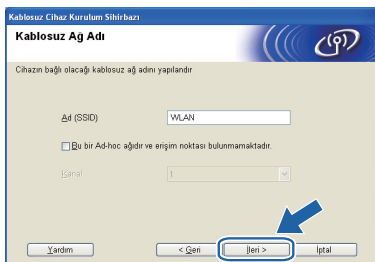 Kablosuz Cihaz Kurulum Sihirbazı
Kablosuz Ağ Adı
Cihazın bağlı olacağı kablosuz ağ adını yapılandır
Ad (SSID)
WLAN
Bu bir Ad-hoc ağıdır ve erişim noktası bulunmamaktadır.
Kanal
1
Yardım
< Geri
İleri >
İptal